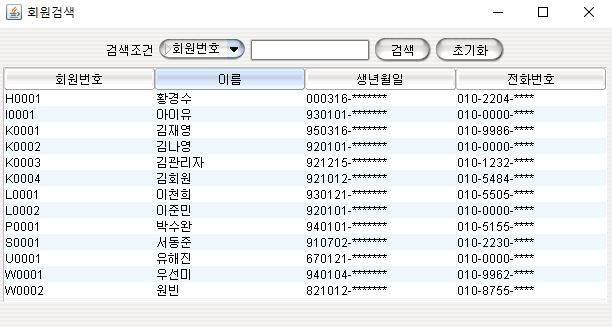 회원검색
검색조건 회원번호 검색 초기화
회원번호 이름 생년월일 전화번호
H0001 황경수 000316-******* 010-2204-****
I0001 아이유 930101-******* 010-0000-****
K0001 김재영 950316-******* 010-9986-****
K0002 김나영 920101-******* 010-0000-****
K0003 김관리자 921215-******* 010-1232-****
K0004 김회원 921012-******* 010-5484-****
L0001 이천희 930121-******* 010-5505-****
L0002 이준민 920101-******* 010-0000-****
P0001 박수완 940101-******* 010-5155-****
S0001 서동준 910702-******* 010-2230-****
U0001 유해진 670121-******* 010-0000-****
W0001 우선미 940104-******* 010-9962-****
W0002 원빈 821012-******* 010-8755-****